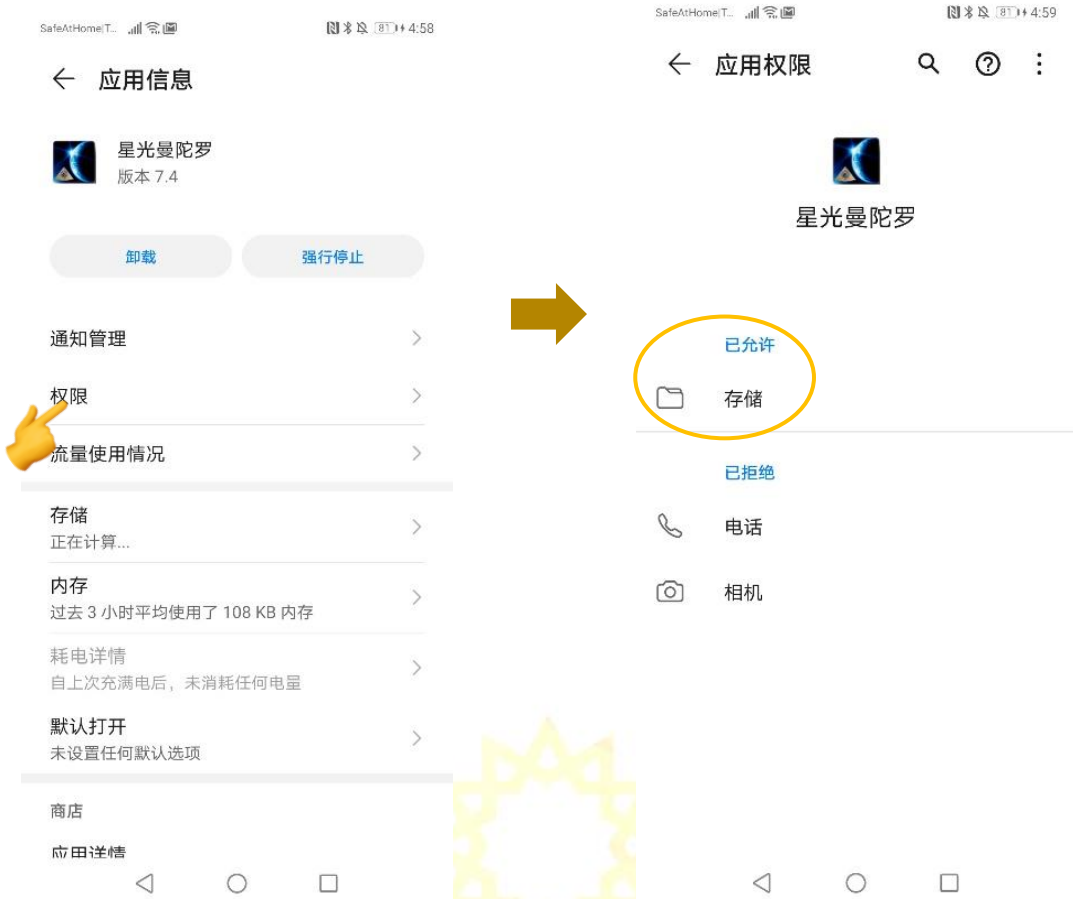 SafeAtHome|T... 4:58
应用信息
星光曼陀罗
版本 7.4
卸载
强行停止
通知管理
权限
流量使用情况
存储
正在计算...
内存
过去 3 小时平均使用了 108 KB 内存
耗电详情
自上次充满电后，未消耗任何电量
默认打开
未设置任何默认选项
商店
应用详情
SafeAtHome|T... 81 4:59
应用权限
星光曼陀罗
已允许
存储
已拒绝
电话
相机